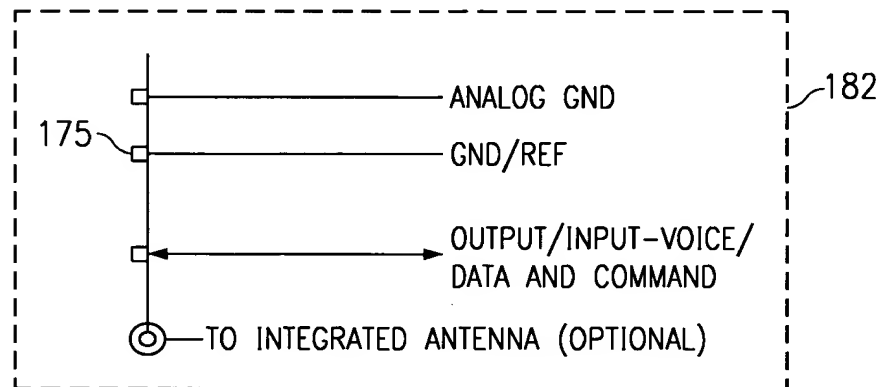 ANALOG GND
182
175
GND/REF
OUTPUT/INPUT-VOICE/
DATA AND COMMAND
TO INTEGRATED ANTENNA (OPTIONAL)